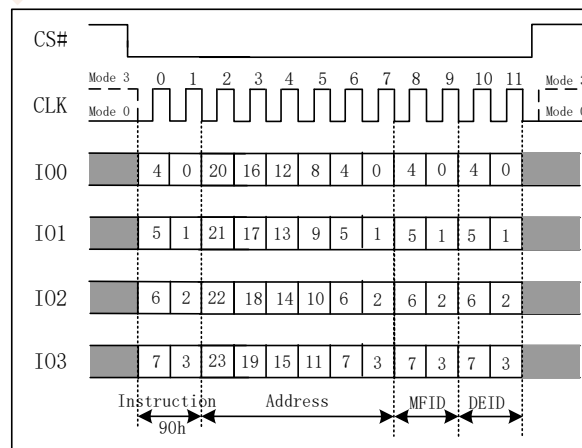 CS#
Mode 3 0 1 2 3 4 5 6 7 8 9 10 11 Mode
CLK
Mode 0 Mode
IO0 4 0 20 16 12 8 4 0 4 0 4 0
IO1 5 1 21 17 13 9 5 1 5 1 5 1
IO2 6 2 22 18 14 10 6 2 6 2 6 2
IO3 7 3 23 19 15 11 7 3 7 3 7 3
Instruction Address MFID DEID
90h